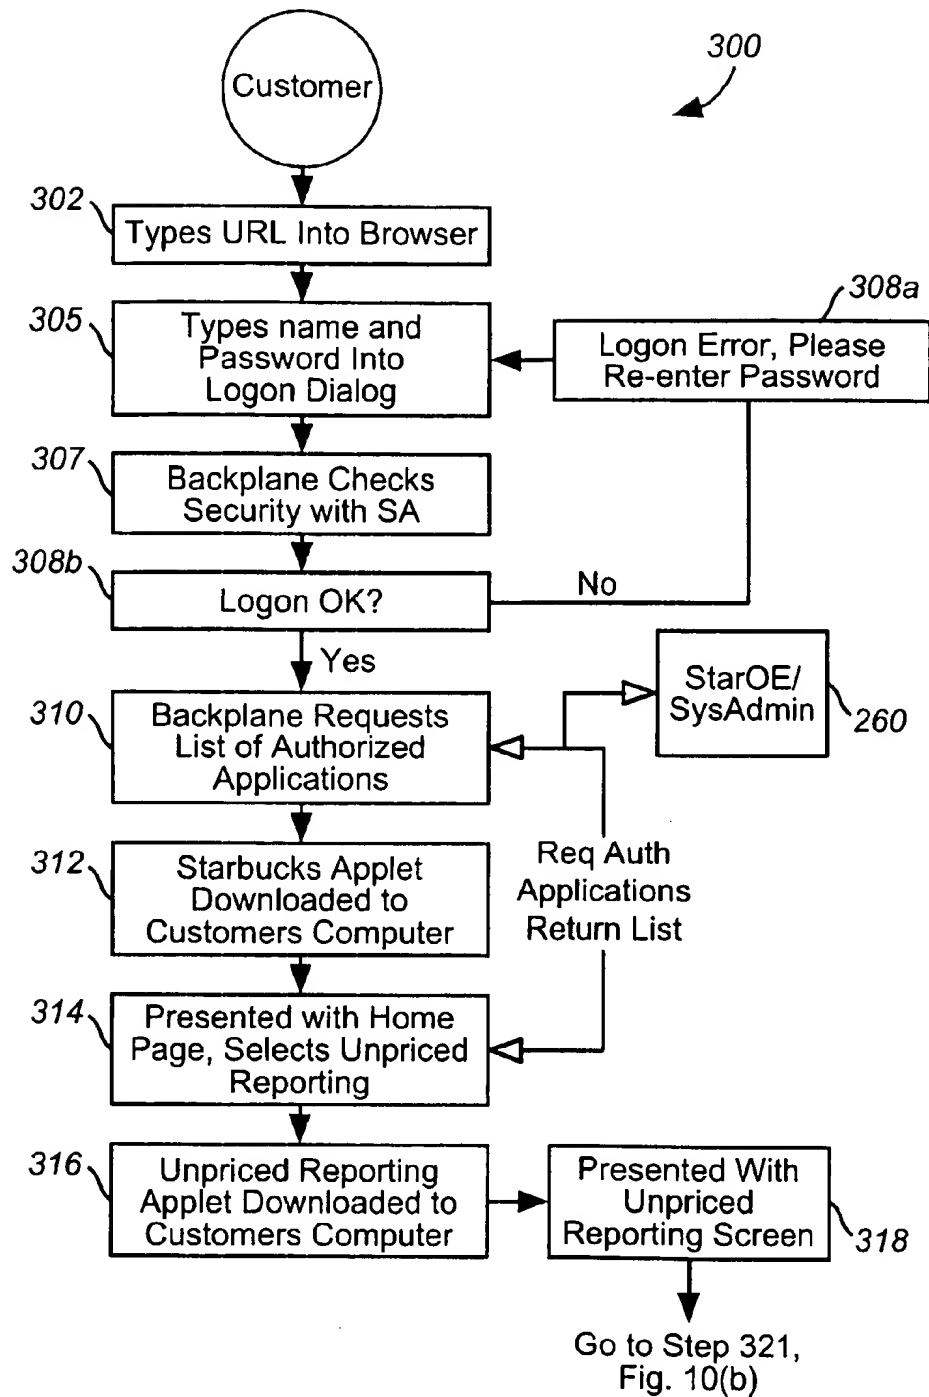 Customer
300
302
Types URL Into Browser
305
Types name and
Password Into
Logon Dialog
308a
Logon Error, Please
Re-enter Password
307
Backplane Checks
Security with SA
308b
Logon OK?
No
Yes
StarOE/
SysAdmin
260
310
Backplane Requests
List of Authorized
Applications
312
Starbucks Applet
Downloaded to
Customers Computer
Req Auth
Applications
Return List
314
Presented with Home
Page, Selects Unpriced
Reporting
316
Unpriced Reporting
Applet Downloaded to
Customers Computer
Presented With
Unpriced
Reporting Screen
318
Go to Step 321,
Fig. 10(b)